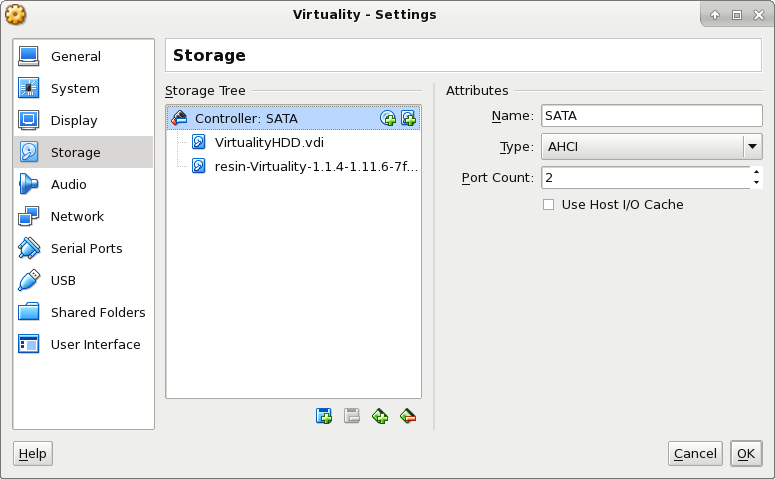 Virtuality - Settings
General
System
Display
Storage
Audio
Network
Serial Ports
USB
Shared Folders
User Interface
Storage
Storage Tree
Controller: SATA
VirtualityHDD.vdi
resin-Virtuality-1.1.4-1.11.6-7f...
Attributes
Name: SATA
Type: AHCI
Port Count: 2
Use Host I/O Cache
Help
Cancel
OK